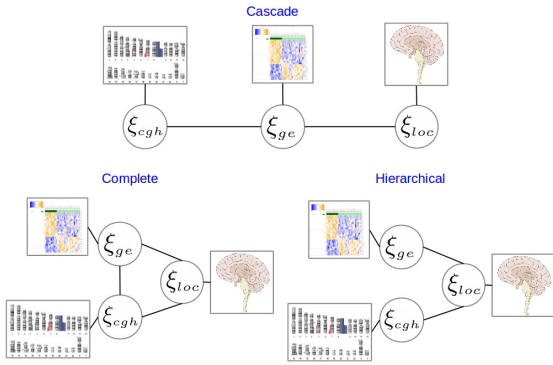 Cascade
ξcgh ξge ξloc
Complete Hierarchical
ξge ξge
ξloc ξloc
ξcgh ξcgh